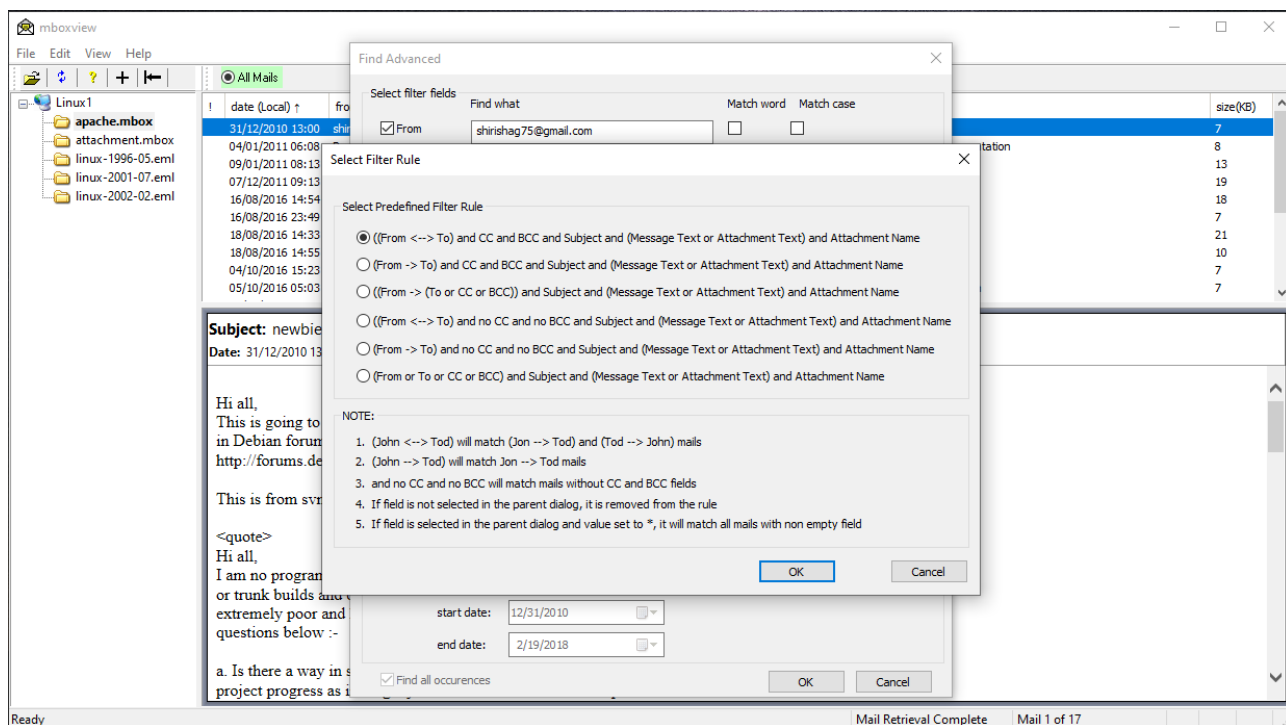 mboxview
File Edit View Help
All Mails
Linux1
apache.mbox
attachment.mbox
linux-1996-05.eml
linux-2001-07.eml
linux-2002-02.eml
! date (Local) ↑ size(KB)
31/12/2010 13:00 7
04/01/2011 06:08 8
09/01/2011 08:13 13
07/12/2011 09:13 19
16/08/2016 14:54 18
16/08/2016 23:49 7
18/08/2016 14:33 21
18/08/2016 14:55 10
04/10/2016 15:23 7
05/10/2016 05:03 7
Find Advanced
Select filter fields
Find what Match word Match case
From shirishag75@gmail.com
Select Filter Rule
Select Predefined Filter Rule
((From <--> To) and CC and BCC and Subject and (Message Text or Attachment Text) and Attachment Name
(From -> To) and CC and BCC and Subject and (Message Text or Attachment Text) and Attachment Name
((From -> (To or CC or BCC)) and Subject and (Message Text or Attachment Text) and Attachment Name
((From <--> To) and no CC and no BCC and Subject and (Message Text or Attachment Text) and Attachment Name
(From -> To) and no CC and no BCC and Subject and (Message Text or Attachment Text) and Attachment Name
(From or To or CC or BCC) and Subject and (Message Text or Attachment Text) and Attachment Name
NOTE:
1. (John <--> Tod) will match (Jon --> Tod) and (Tod --> John) mails
2. (John --> Tod) will match Jon --> Tod mails
3. and no CC and no BCC will match mails without CC and BCC fields
4. If field is not selected in the parent dialog, it is removed from the rule
5. If field is selected in the parent dialog and value set to *, it will match all mails with non empty field
OK Cancel
start date: 12/31/2010
end date: 2/19/2018
Find all occurences
OK Cancel
Subject: newbie
Date: 31/12/2010 13
Hi all,
This is going to
in Debian forum
http://forums.de
This is from svn
<quote>
Hi all,
I am no program
or trunk builds and
extremely poor and
questions below :-
a. Is there a way in s
project progress as i
Ready Mail Retrieval Complete Mail 1 of 17